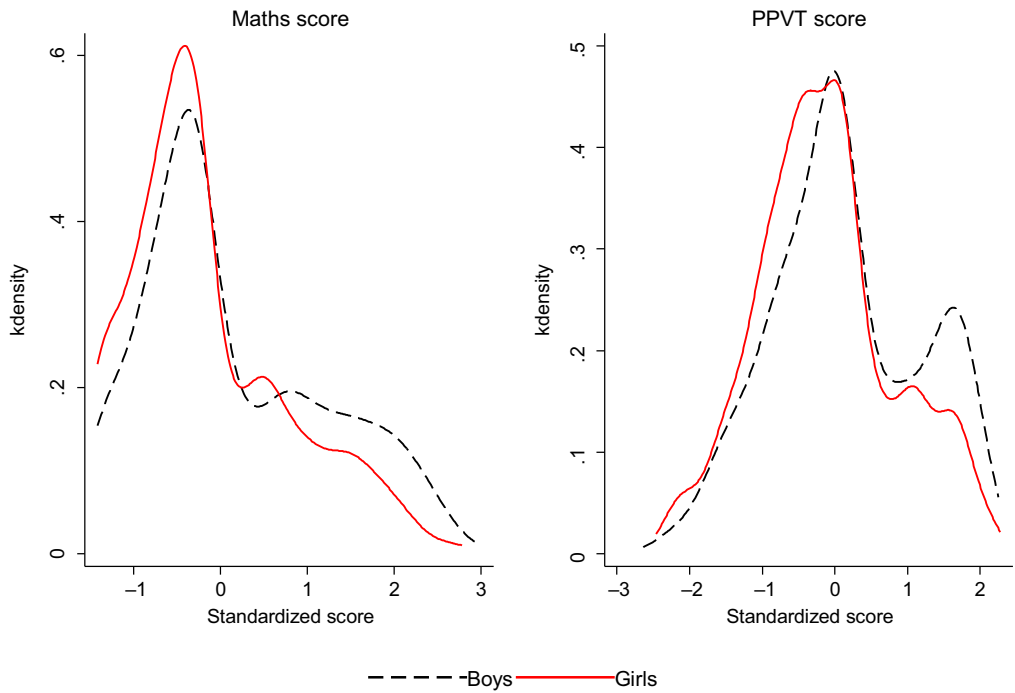 Maths score
kdensity
.6
.4
.2
0
–1
0
1
2
3
Standardized score
PPVT score
kdensity
.5
.4
.3
.2
.1
0
–3
–2
–1
0
1
2
Standardized score
Boys
Girls